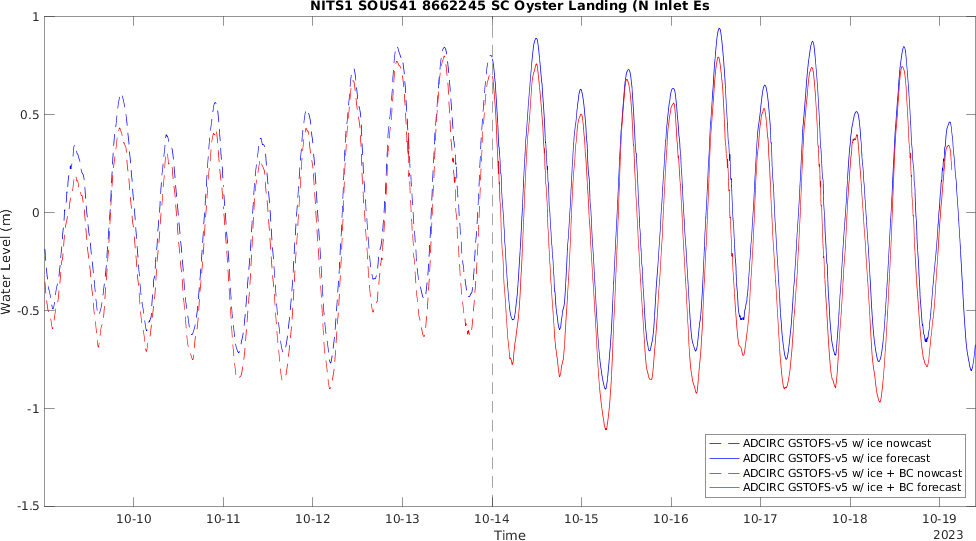 NITS1 SOUS41 8662245 SC Oyster Landing (N Inlet Es
1
0.5
0
-0.5
-1
-1.5
Water Level (m)
10-10 10-11 10-12 10-13 10-14 10-15 10-16 10-17 10-18 10-19
2023
Time
ADCIRC GSTOFS-v5 w/ ice nowcast
ADCIRC GSTOFS-v5 w/ ice forecast
ADCIRC GSTOFS-v5 w/ ice + BC nowcast
ADCIRC GSTOFS-v5 w/ ice + BC forecast